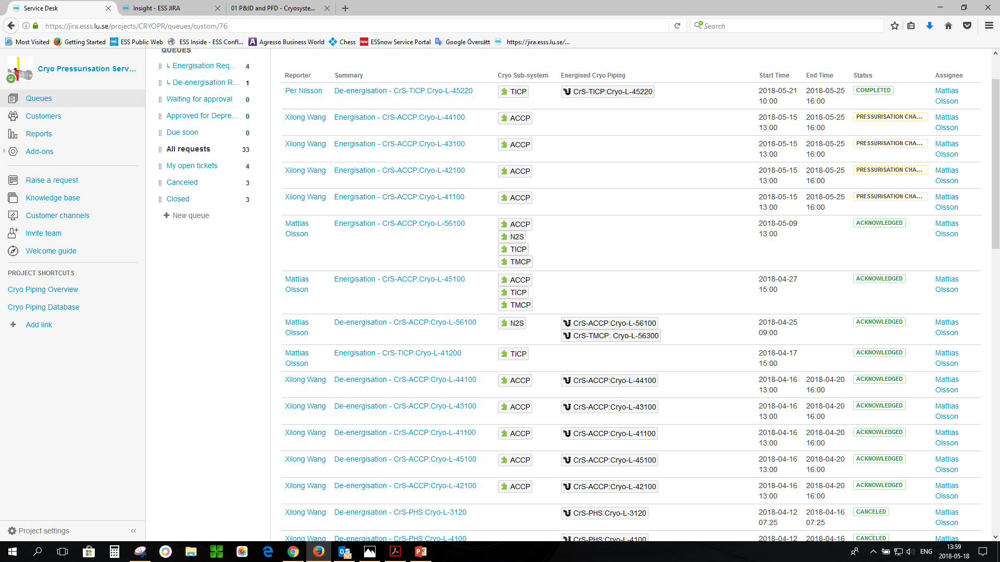 Service Desk
Insight - ESS JIRA
01 P&ID and PFD - Cryosyste...
https://jira.esss.lu.se/projects/CRYOPR/queues/custom/76
Search
Most Visited
Getting Started
ESS Public Web
ESS Inside - ESS Confl...
Agresso Business World
Chess
ESSnow Service Portal
Google Översätt
https://jira.esss.lu.se/...
Cryo Pressurisation Serv...
Queues
Customers
Reports
Add-ons
Raise a request
Knowledge base
Customer channels
Invite team
Welcome guide
PROJECT SHORTCUTS
Cryo Piping Overview
Cryo Piping Database
Add link
Project settings
QUEUES
Energisation Req... 4
De-energisation R... 1
Waiting for approval 0
Approved for Depre... 0
Due soon 0
All requests 33
My open tickets 4
Canceled 3
Closed 3
New queue
Reporter Summary Cryo Sub-system Energised Cryo Piping Start Time End Time Status Assignee
Per Nilsson De-energisation - CrS-TICP:Cryo-L-45220 TICP CrS-TICP:Cryo-L-45220 2018-05-21 2018-05-25 COMPLETED Mattias
10:00 16:00 Olsson
Xilong Wang Energisation - CrS-ACCP:Cryo-L-44100 ACCP 2018-05-15 2018-05-25 PRESSURISATION CHA... Mattias
13:00 16:00 Olsson
Xilong Wang Energisation - CrS-ACCP:Cryo-L-43100 ACCP 2018-05-15 2018-05-25 PRESSURISATION CHA... Mattias
13:00 16:00 Olsson
Xilong Wang Energisation - CrS-ACCP:Cryo-L-42100 ACCP 2018-05-15 2018-05-25 PRESSURISATION CHA... Mattias
13:00 16:00 Olsson
Xilong Wang Energisation - CrS-ACCP:Cryo-L-41100 ACCP 2018-05-15 2018-05-25 PRESSURISATION CHA... Mattias
13:00 16:00 Olsson
Mattias Energisation - CrS-ACCP:Cryo-L-56100 ACCP 2018-05-09 ACKNOWLEDGED Mattias
Olsson N2S 13:00 Olsson
TICP
TMCP
Mattias Energisation - CrS-ACCP:Cryo-L-45100 ACCP 2018-04-27 ACKNOWLEDGED Mattias
Olsson TICP 15:00 Olsson
TMCP
Mattias De-energisation - CrS-ACCP:Cryo-L-56100 N2S CrS-ACCP:Cryo-L-56100 2018-04-25 ACKNOWLEDGED Mattias
Olsson CrS-TMCP: Cryo-L-56300 09:00 Olsson
Mattias Energisation - CrS-TICP:Cryo-L-41200 TICP 2018-04-17 ACKNOWLEDGED Mattias
Olsson 15:00 Olsson
Xilong Wang De-energisation - CrS-ACCP:Cryo-L-44100 ACCP CrS-ACCP:Cryo-L-44100 2018-04-16 2018-04-20 ACKNOWLEDGED Mattias
13:00 16:00 Olsson
Xilong Wang De-energisation - CrS-ACCP:Cryo-L-43100 ACCP CrS-ACCP:Cryo-L-43100 2018-04-16 2018-04-20 ACKNOWLEDGED Mattias
13:00 16:00 Olsson
Xilong Wang De-energisation - CrS-ACCP:Cryo-L-41100 ACCP CrS-ACCP:Cryo-L-41100 2018-04-16 2018-04-20 ACKNOWLEDGED Mattias
13:00 16:00 Olsson
Xilong Wang De-energisation - CrS-ACCP:Cryo-L-45100 ACCP CrS-ACCP:Cryo-L-45100 2018-04-16 2018-04-20 ACKNOWLEDGED Mattias
13:00 16:00 Olsson
Xilong Wang De-energisation - CrS-ACCP:Cryo-L-42100 ACCP CrS-ACCP:Cryo-L-42100 2018-04-16 2018-04-20 ACKNOWLEDGED Mattias
13:00 16:00 Olsson
Xilong Wang De-energisation - CrS-PHS:Cryo-L-3120 CrS-PHS:Cryo-L-3120 2018-04-12 2018-04-16 CANCELED Mattias
07:25 07:25 Olsson
Xilong Wang De-energisation - CrS-PHS:Cryo-L-4100 CrS-PHS:Cryo-L-4100 2018-04-12 2018-04-16 CANCELED Mattias
ENG
13:59
2018-05-18